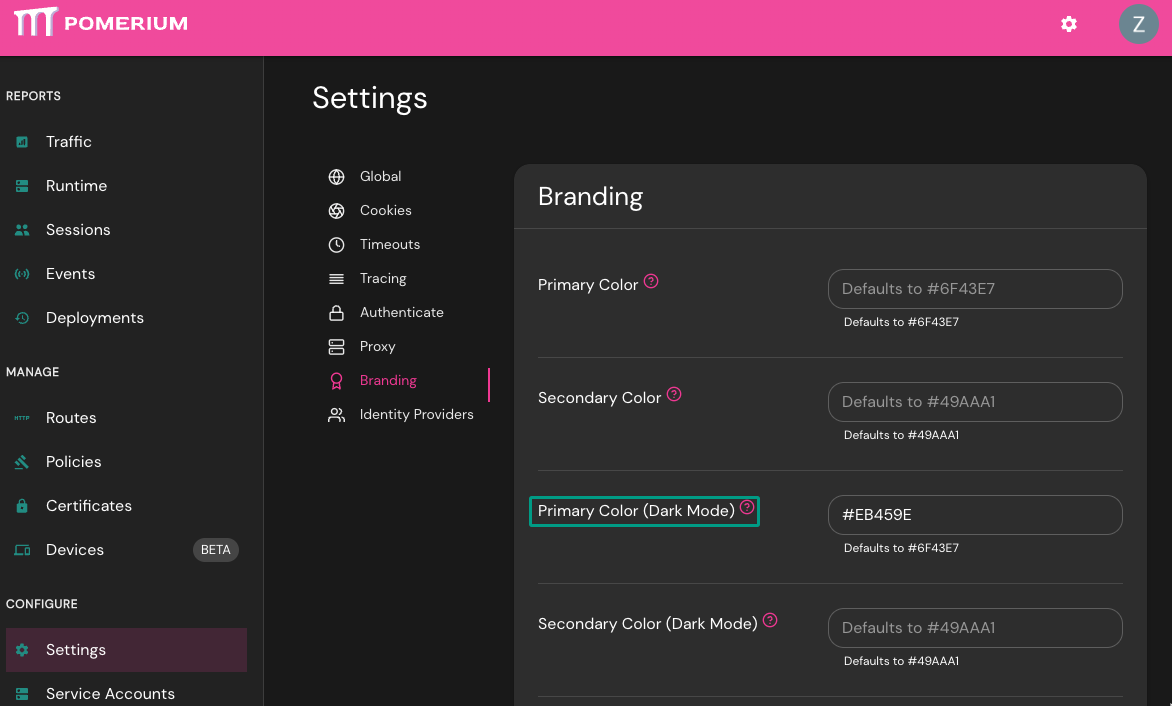 POMERIUM
Z
REPORTS
Traffic
Runtime
Sessions
Events
Deployments
MANAGE
HTTP
Routes
Policies
Certificates
Devices
BETA
CONFIGURE
Settings
Service Accounts
Settings
Global
Cookies
Timeouts
Tracing
Authenticate
Proxy
Branding
Identity Providers
Branding
Primary Color ?
Defaults to #6F43E7
Defaults to #6F43E7
Secondary Color ?
Defaults to #49AAA1
Defaults to #49AAA1
Primary Color (Dark Mode) ?
#EB459E
Defaults to #6F43E7
Secondary Color (Dark Mode) ?
Defaults to #49AAA1
Defaults to #49AAA1